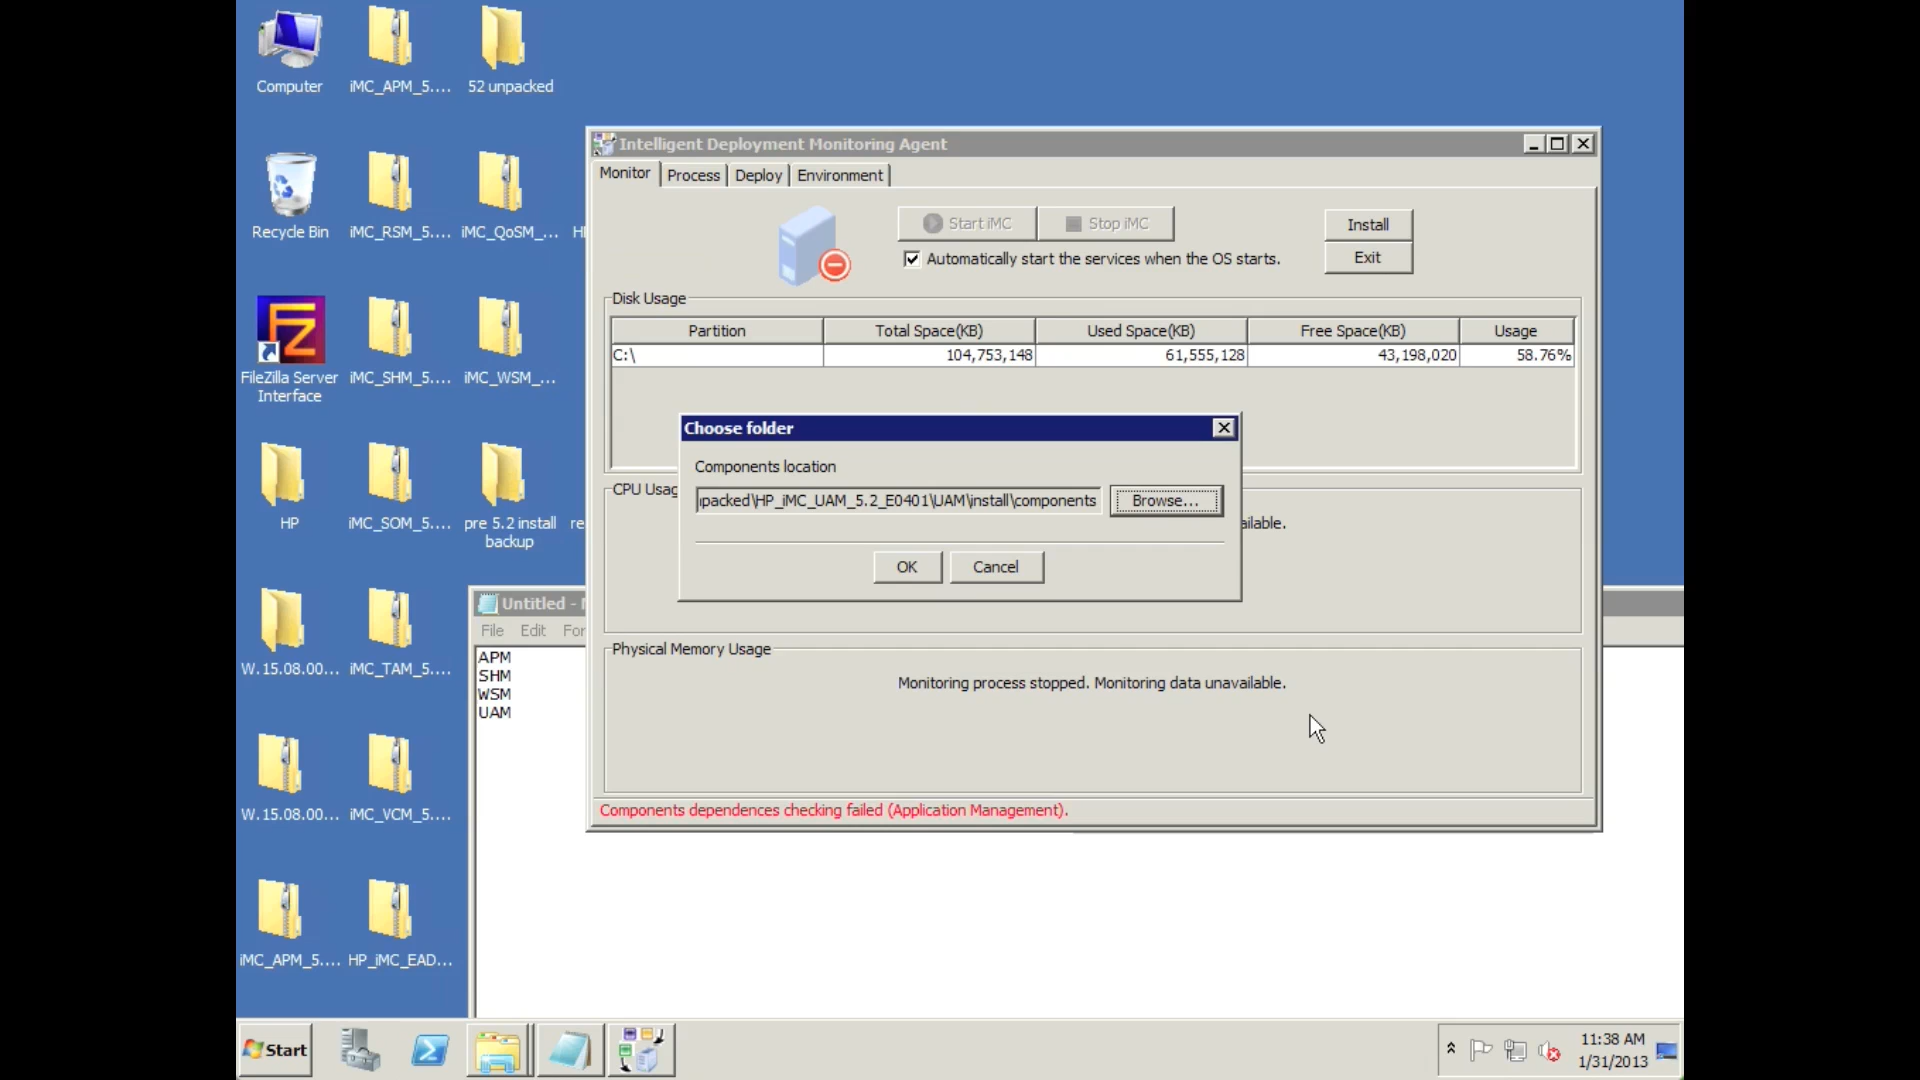 Computer
iMC_APM_5....
52 unpacked
Recycle Bin
iMC_RSM_5....
iMC_QoSM_...
HI
FileZilla Server
Interface
iMC_SHM_5....
iMC_WSM_...
HP
iMC_SOM_5....
pre 5.2 install
backup
re
W.15.08.00...
iMC_TAM_5....
W.15.08.00...
iMC_VCM_5....
iMC_APM_5....
HP_iMC_EAD...
Intelligent Deployment Monitoring Agent
Monitor
Process
Deploy
Environment
Start iMC
Stop iMC
Install
Automatically start the services when the OS starts.
Exit
Disk Usage
Partition
Total Space(KB)
Used Space(KB)
Free Space(KB)
Usage
C:\
104,753,148
61,555,128
43,198,020
58.76%
Choose folder
Components location
ıpacked\HP_iMC_UAM_5.2_E0401\UAM\install\components
Browse...
OK
Cancel
CPU Usag
ailable.
Physical Memory Usage
Monitoring process stopped. Monitoring data unavailable.
Components dependences checking failed (Application Management).
Untitled -
File
Edit
For
APM
SHM
WSM
UAM
Start
11:38 AM
1/31/2013